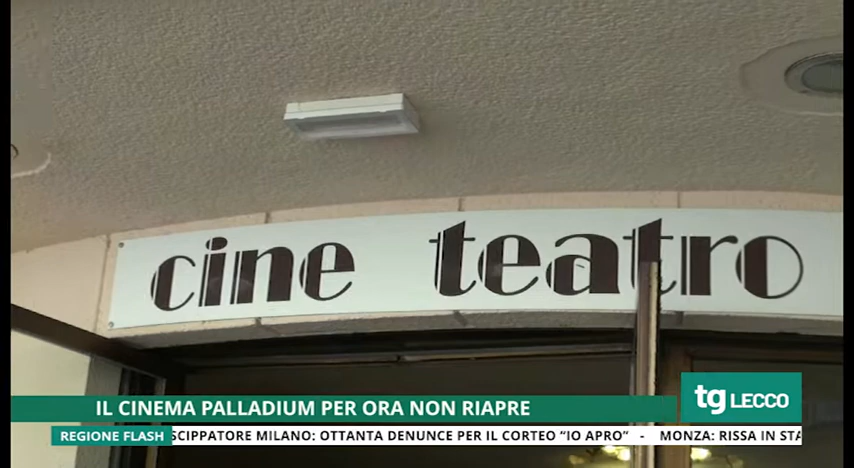 cine teatro
IL CINEMA PALLADIUM PER ORA NON RIAPRE
tg LECCO
REGIONE FLASH SCIPPATORE MILANO: OTTANTA DENUNCE PER IL CORTEO “IO APRO” - MONZA: RISSA IN STA